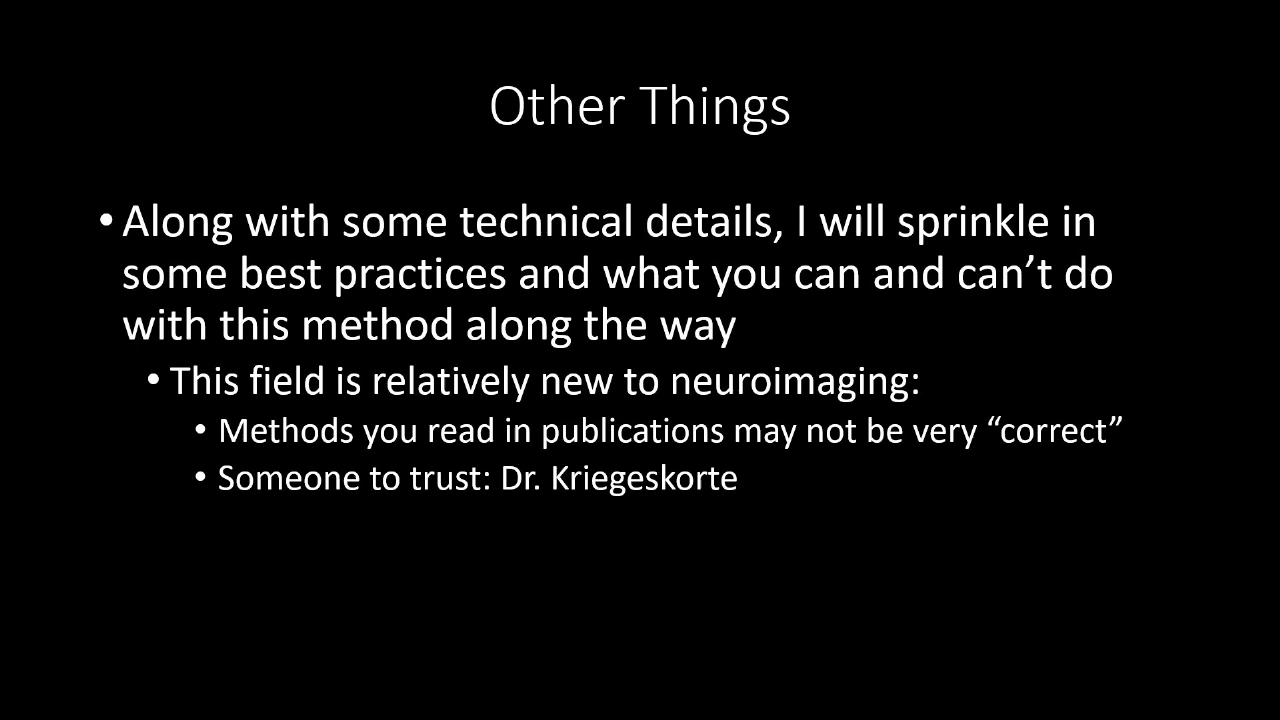 Other Things
• Along with some technical details, I will sprinkle in
some best practices and what you can and can’t do
with this method along the way
• This field is relatively new to neuroimaging:
• Methods you read in publications may not be very “correct”
• Someone to trust: Dr. Kriegeskorte